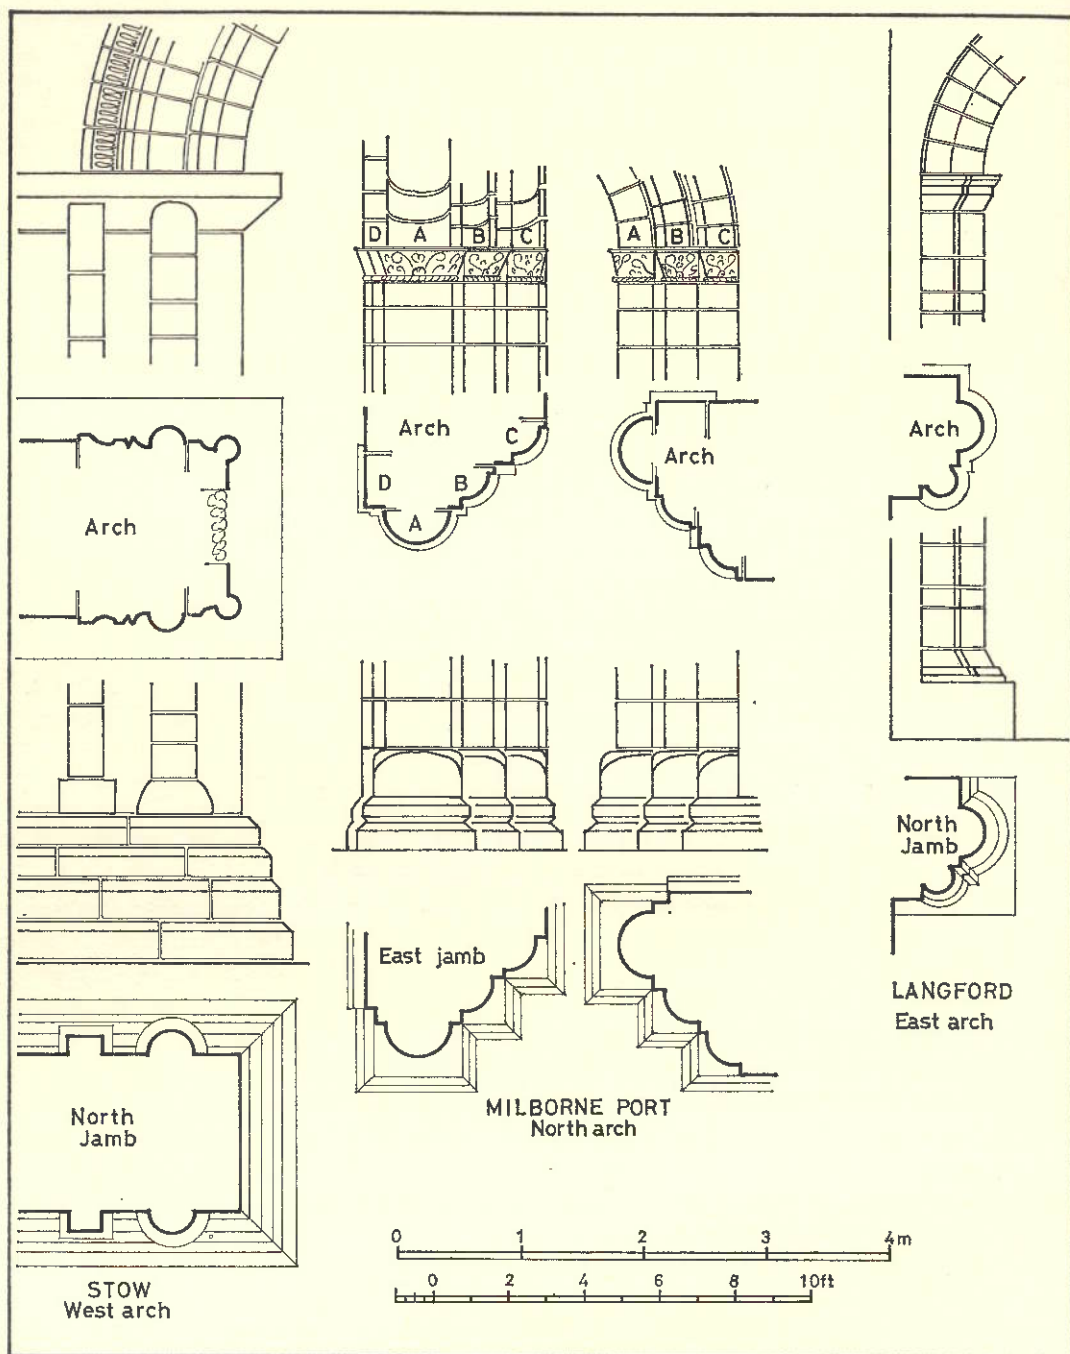 D A B C
A B C
Arch
Arch
C
D
B
A
Arch
Arch
North
Jamb
East jamb
LANGFORD
East arch
North
Jamb
MILBORNE PORT
North arch
STOW
West arch
0 1 2 3 4m
0 2 4 6 8 10ft